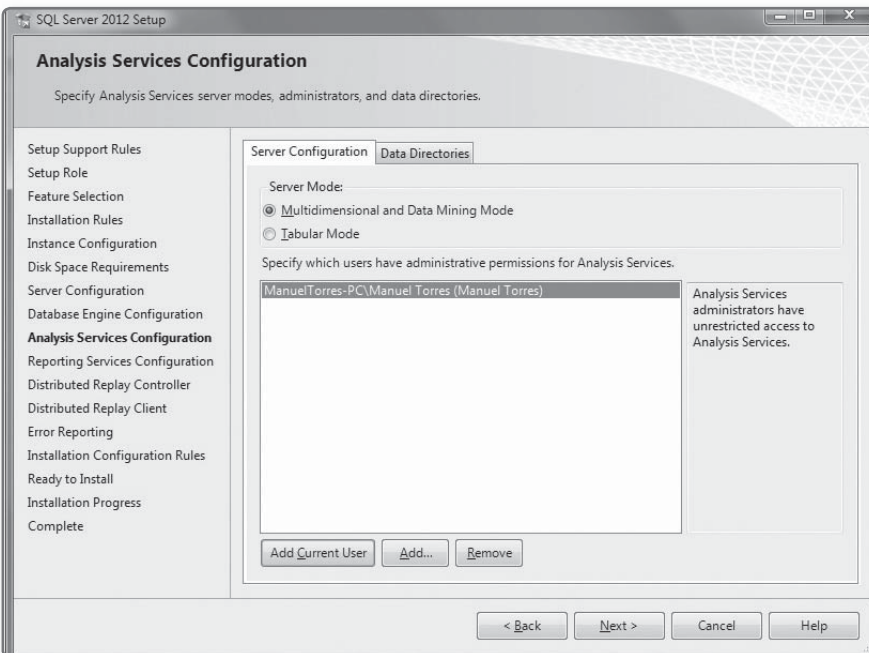 SQL Server 2012 Setup
Analysis Services Configuration
Specify Analysis Services server modes, administrators, and data directories.
Setup Support Rules
Setup Role
Feature Selection
Installation Rules
Instance Configuration
Disk Space Requirements
Server Configuration
Database Engine Configuration
Analysis Services Configuration
Reporting Services Configuration
Distributed Replay Controller
Distributed Replay Client
Error Reporting
Installation Configuration Rules
Ready to Install
Installation Progress
Complete
Server Configuration
Data Directories
Server Mode:
Multidimensional and Data Mining Mode
Tabular Mode
Specify which users have administrative permissions for Analysis Services.
ManuelTorres-PC\Manuel Torres (Manuel Torres)
Analysis Services
administrators have
unrestricted access to
Analysis Services.
Add Current User
Add...
Remove
< Back
Next >
Cancel
Help